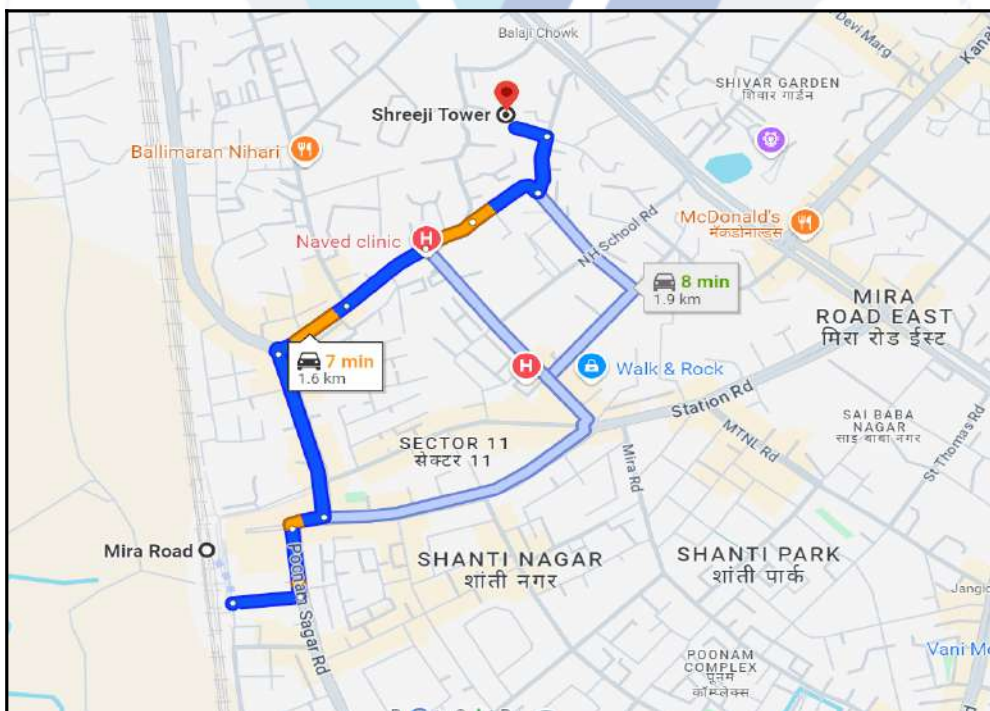 Balaji Chowk
Devi Marg
SHIVAR GARDEN
शिवार गार्डन
Shreeji Tower
Ballimaran Nihari
McDonald's
मॅकडोनाल्डस
Naved clinic
H
NH School Rd
8 min
1.9 km
MIRA
ROAD EAST
मिरा रोड ईस्ट
7 min
1.6 km
H
Walk & Rock
Station Rd
SECTOR 11
सेक्टर 11
MTNL Rd
SAI BABA
NAGAR
साई बाबा नगर
St Thomas Rd
Mira Rd
Mira Road
Poonam Sagar Rd
SHANTI NAGAR
शांती नगर
SHANTI PARK
शांती पार्क
POONAM
COMPLEX
पूनम
कॉम्प्लेक्स